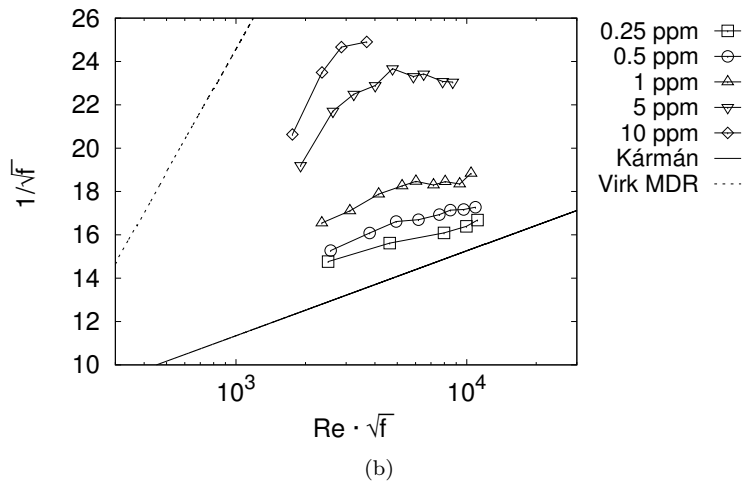 26
24
22
20
18
16
14
12
10
1/√f
10³
10⁴
Re · √f
0.25 ppm
0.5 ppm
1 ppm
5 ppm
10 ppm
Kármán
Virk MDR
(b)